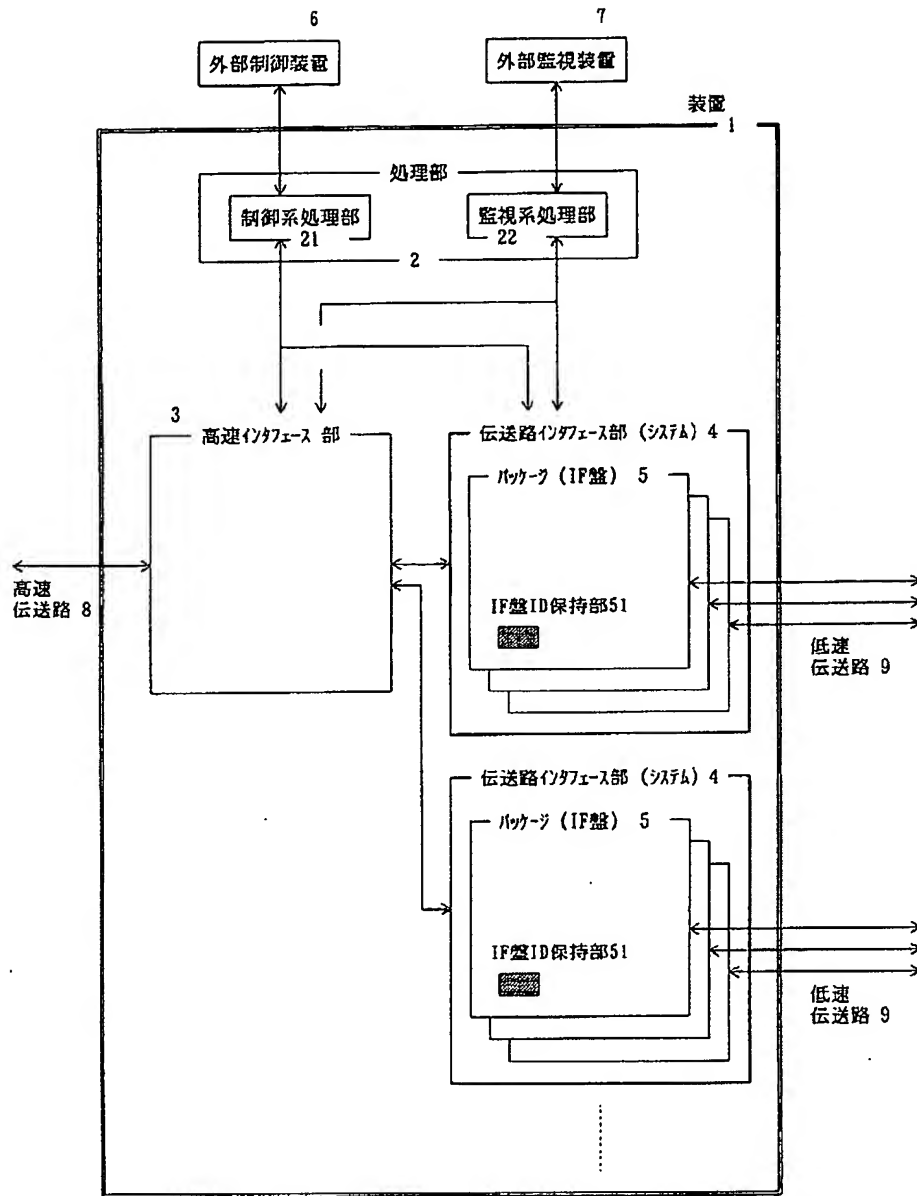 6
7
外部制御装置
外部監視装置
装置
1
処理部
制御系処理部
監視系処理部
21
22
2
3
高速インタフェース 部
伝送路インタフェース部 (システム) 4
パッケージ (IF盤) 5
高速
伝送路 8
IF盤ID保持部51
低速
伝送路 9
伝送路インタフェース部 (システム) 4
パッケージ (IF盤) 5
IF盤ID保持部51
低速
伝送路 9